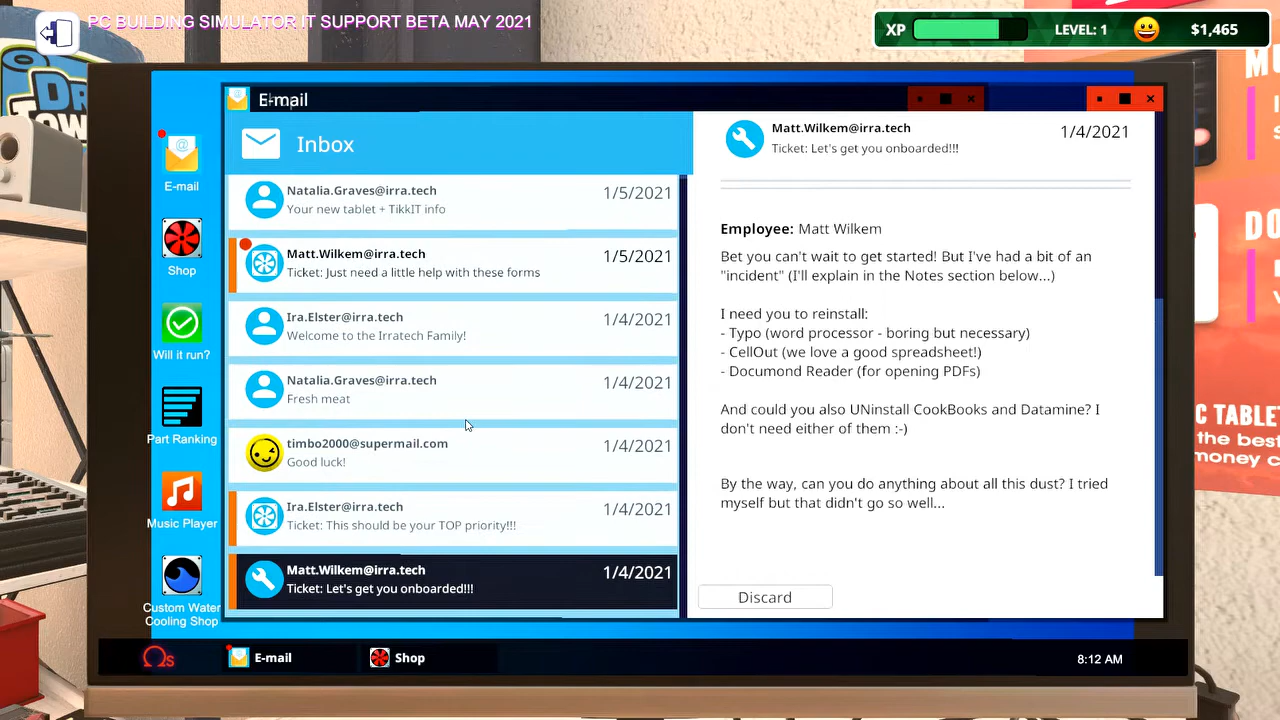 PC BUILDING SIMULATOR IT SUPPORT BETA MAY 2021
XP
LEVEL: 1
$1,465
E-mail
Shop
Will it run?
Part Ranking
Music Player
Custom Water
Cooling Shop
E-mail
Inbox
Natalia.Graves@irra.tech
1/5/2021
Your new tablet + TikkIT info
Matt.Wilkem@irra.tech
1/5/2021
Ticket: Just need a little help with these forms
Ira.Elster@irra.tech
1/4/2021
Welcome to the Irratech Family!
Natalia.Graves@irra.tech
1/4/2021
Fresh meat
timbo2000@supermail.com
1/4/2021
Good luck!
Ira.Elster@irra.tech
1/4/2021
Ticket: This should be your TOP priority!!!
Matt.Wilkem@irra.tech
1/4/2021
Ticket: Let's get you onboarded!!!
Matt.Wilkem@irra.tech
1/4/2021
Ticket: Let's get you onboarded!!!
Employee: Matt Wilkem
Bet you can't wait to get started! But I've had a bit of an
"incident" (I'll explain in the Notes section below...)
I need you to reinstall:
- Typo (word processor - boring but necessary)
- CellOut (we love a good spreadsheet!)
- Documond Reader (for opening PDFs)
And could you also UNinstall CookBooks and Datamine? I
don't need either of them :-)
By the way, can you do anything about all this dust? I tried
myself but that didn't go so well...
Discard
Ωs
E-mail
Shop
8:12 AM
C TABLE
the best
money c